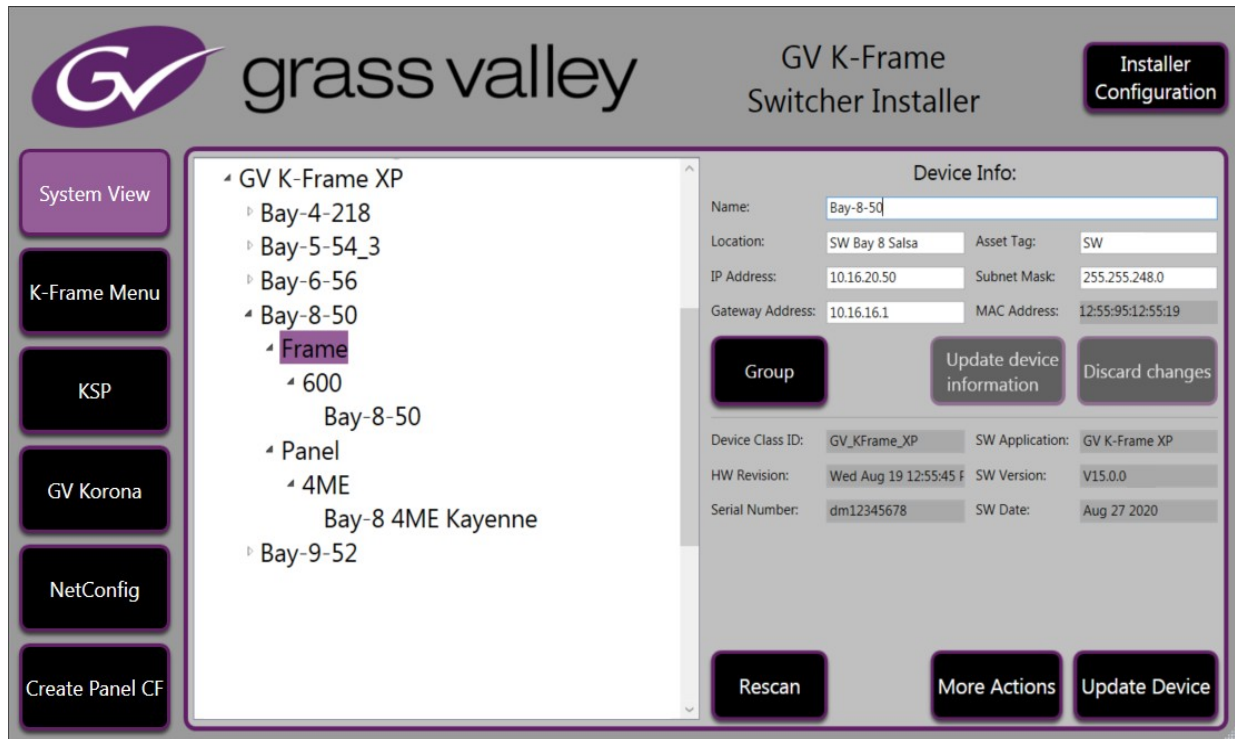 GV grass valley
GV K-Frame
Switcher Installer
Installer
Configuration
System View
K-Frame Menu
KSP
GV Korona
NetConfig
Create Panel CF
GV K-Frame XP
Bay-4-218
Bay-5-54_3
Bay-6-56
Bay-8-50
Frame
600
Bay-8-50
Panel
4ME
Bay-8 4ME Kayenne
Bay-9-52
Device Info:
Name: Bay-8-50
Location: SW Bay 8 Salsa Asset Tag: SW
IP Address: 10.16.20.50 Subnet Mask: 255.255.248.0
Gateway Address: 10.16.16.1 MAC Address: 12:55:95:12:55:19
Group
Update device
information
Discard changes
Device Class ID: GV_KFrame_XP SW Application: GV K-Frame XP
HW Revision: Wed Aug 19 12:55:45 SW Version: V15.0.0
Serial Number: dm12345678 SW Date: Aug 27 2020
Rescan
More Actions
Update Device